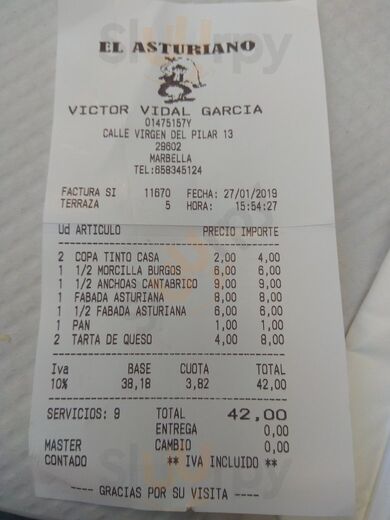 EL ASTURIANO
VICTOR VIDAL GARCIA
01475157Y
CALLE VIRGEN DEL PILAR 13
29602
MARBELLA
TEL:658345124
FACTURA SI 11670 FECHA: 27/01/2019
TERRAZA 5 HORA: 15:54:27
Ud ARTICULO PRECIO IMPORTE
2 COPA TINTO CASA 2,00 4,00
1 1/2 MORCILLA BURGOS 6,00 6,00
1 1/2 ANCHOAS CANTABRICO 9,00 9,00
1 FABADA ASTURIANA 8,00 8,00
1 1/2 FABADA ASTURIANA 6,00 6,00
1 PAN 1,00 1,00
2 TARTA DE QUESO 4,00 8,00
Iva BASE CUOTA TOTAL
10% 38,18 3,82 42,00
SERVICIOS: 9 TOTAL 42,00
ENTREGA 0,00
MASTER CAMBIO 0,00
CONTADO ** IVA INCLUIDO **
---- GRACIAS POR SU VISITA ----